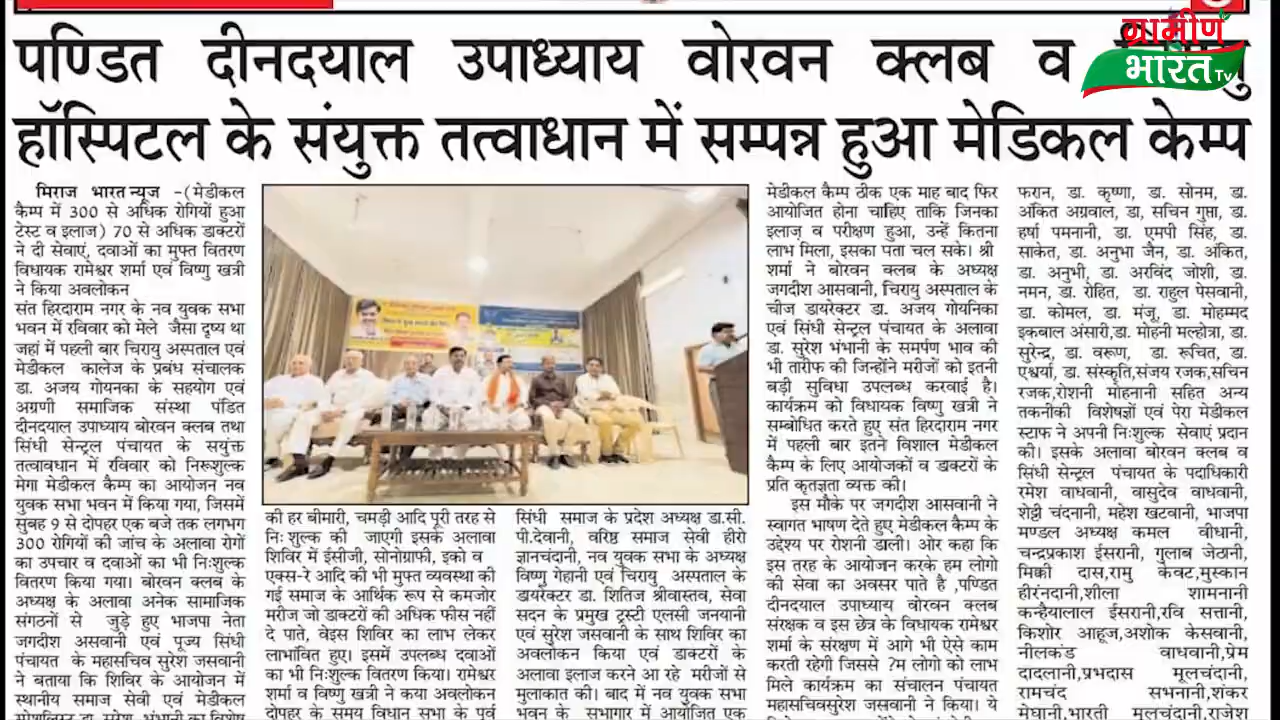 ग्रामीण
भारत Tv
पण्डित दीनदयाल उपाध्याय वोरवन क्लब व
हॉस्पिटल के संयुक्त तत्वाधान में सम्पन्न हुआ मेडिकल केम्प
मिराज भारत न्यूज -(मेडीकल
कैम्प में 300 से अधिक रोगियों हुआ
टेस्ट व इलाज) 70 से अधिक डाक्टरों
ने दी सेवाएं, दवाओं का मुफ्त वितरण
विधायक रामेश्वर शर्मा एवं विष्णु खत्री
ने किया अवलोकन
संत हिरदाराम नगर के नव युवक सभा
भवन में रविवार को मेले जैसा दृष्य था
जहां में पहली बार चिरायु अस्पताल एवं
मेडीकल कालेज के प्रबंध संचालक
डा. अजय गोयनका के सहयोग एवं
अग्रणी समाजिक संस्था पंडित
दीनदयाल उपाध्याय बोरवन क्लब तथा
सिंधी सेन्ट्रल पंचायत के सयुंक्त
तत्वावधान में रविवार को निरूशुल्क
मेगा मेडीकल कैम्प का आयोजन नव
युवक सभा भवन में किया गया, जिसमें
सुबह 9 से दोपहर एक बजे तक लगभग
300 रोगियों की जांच के अलावा रोगों
का उपचार व दवाओं का भी निःशुल्क
वितरण किया गया। बोरवन क्लब के
अध्यक्ष के अलावा अनेक सामाजिक
संगठनों से जुड़े हुए भाजपा नेता
जगदीश असवानी एवं पूज्य सिंधी
पंचायत के महासचिव सुरेश जसवानी
ने बताया कि शिविर के आयोजन में
स्थानीय समाज सेवी एवं मेडीकल
की हर बीमारी, चमड़ी आदि पूरी तरह से
निः शुल्क की जाएगी इसके अलावा
शिविर में ईसीजी, सोनोग्राफी, इको व
एक्स-रे आदि की भी मुफ्त व्यवस्था की
गई समाज के आर्थिक रूप से कमजोर
मरीज जो डाक्टरों की अधिक फीस नहीं
दे पाते, वेइस शिविर का लाभ लेकर
लाभांवित हुए। इसमें उपलब्ध दवाओं
का भी निःशुल्क वितरण किया। रामेश्वर
शर्मा व विष्णु खत्री ने कया अवलोकन
दोपहर के समय विधान सभा के पूर्व
सिंधी समाज के प्रदेश अध्यक्ष डा.सी.
पी.देवानी, वरिष्ठ समाज सेवी हीरो
ज्ञानचंदानी, नव युवक सभा के अध्यक्ष
विष्णु गेहानी एवं चिरायु अस्पताल के
डायरेक्टर डा. शितिज श्रीवास्तव, सेवा
सदन के प्रमुख ट्रस्टी एलसी जनयानी
एवं सुरेश जसवानी के साथ शिविर का
अवलोकन किया एवं डाक्टरों के
अलावा इलाज करने आ रहे मरीजों से
मुलाकात की। बाद में नव युवक सभा
भवन के सभागार में आयोजित एक
मेडीकल कैम्प ठीक एक माह बाद फिर
आयोजित होना चाहिए ताकि जिनका
इलाज व परीक्षण हुआ, उन्हें कितना
लाभ मिला, इसका पता चल सके। श्री
शर्मा ने बोरवन क्लब के अध्यक्ष
जगदीश आसवानी, चिरायु अस्पताल के
चीज डायरेक्टर डा. अजय गोयनिका
एवं सिंधी सेन्ट्रल पंचायत के अलावा
डा. सुरेश भंभानी के समर्पण भाव की
भी तारीफ की जिन्होंने मरीजों को इतनी
बड़ी सुविधा उपलब्ध करवाई है।
कार्यक्रम को विधायक विष्णु खत्री ने
सम्बोधित करते हुए संत हिरदाराम नगर
में पहली बार इतने विशाल मेडीकल
कैम्प के लिए आयोजकों व डाक्टरों के
प्रति कृतज्ञता व्यक्त की।
इस मौके पर जगदीश आसवानी ने
स्वागत भाषण देते हुए मेडीकल कैम्प के
उद्देश्य पर रोशनी डाली। ओर कहा कि
इस तरह के आयोजन करके हम लोगो
की सेवा का अवसर पाते है ,पण्डित
दीनदयाल उपाध्याय वोरवन क्लब
संरक्षक व इस छेत्र के विधायक रामेश्वर
शर्मा के संरक्षण में आगे भी ऐसे काम
करती रहेगी जिससे ?म लोगो को लाभ
मिले कार्यक्रम का संचालन पंचायत
महासचिवसुरेश जसवानी ने किया। ये
फरान, डा. कृष्णा, डा. सोनम, डा.
अंकित अग्रवाल, डा, सचिन गुप्ता, डा.
हर्षा पमनानी, डा. एमपी सिंह, डा.
साकेत, डा. अनुभा जैन, डा. अंकित,
डा. अनुभी, डा. अरविंद जोशी, डा.
नमन, डा. रोहित, डा. राहुल पेसवानी,
डा. कोमल, डा. मंजू, डा. मोहम्मद
इकबाल अंसारी,डा. मोहनी मल्होत्रा, डा.
सुरेन्द्र, डा. वरूण, डा. रूचित, डा.
एश्वर्या, डा. संस्कृति,संजय रजक,सचिन
रजक,रोशनी मोहनानी सहित अन्य
तकनीकी विशेषज्ञों एवं पेरा मेडीकल
स्टाफ ने अपनी निःशुल्क सेवाएं प्रदान
की। इसके अलावा बोरवन क्लब व
सिंधी सेन्ट्रल पंचायत के पदाधिकारी
रमेश वाधवानी, वासुदेव वाधवानी,
शेट्टी चंदनानी, महेश खटवानी, भाजपा
मण्डल अध्यक्ष कमल वीधानी,
चन्द्रप्रकाश ईसरानी, गुलाब जेठानी,
मिकी दास,रामु केवट,मुस्कान
हीरंनदानी,शीला शामनानी
कन्हैयालाल ईसरानी,रवि सत्तानी,
किशोर आहूज,अशोक केसवानी,
नीलकंड वाधवानी,प्रेम
दादलानी,प्रभदास मूलचंदानी,
रामचंद सभनानी,शंकर
मेघानी,भारती मूलचंदानी,राजेश